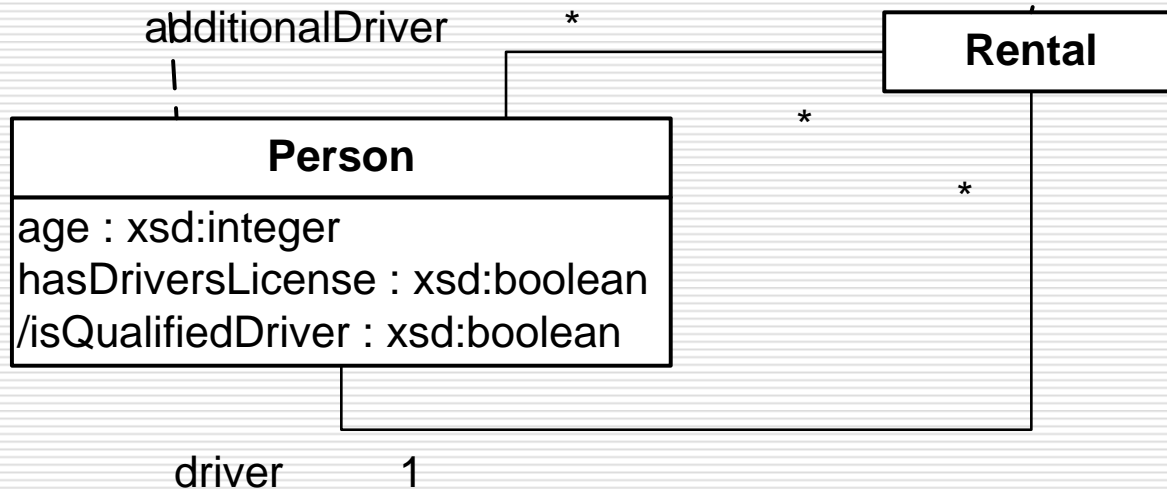 additionalDriver *
Rental
*
Person
*
age : xsd:integer
hasDriversLicense : xsd:boolean
/isQualifiedDriver : xsd:boolean
driver 1